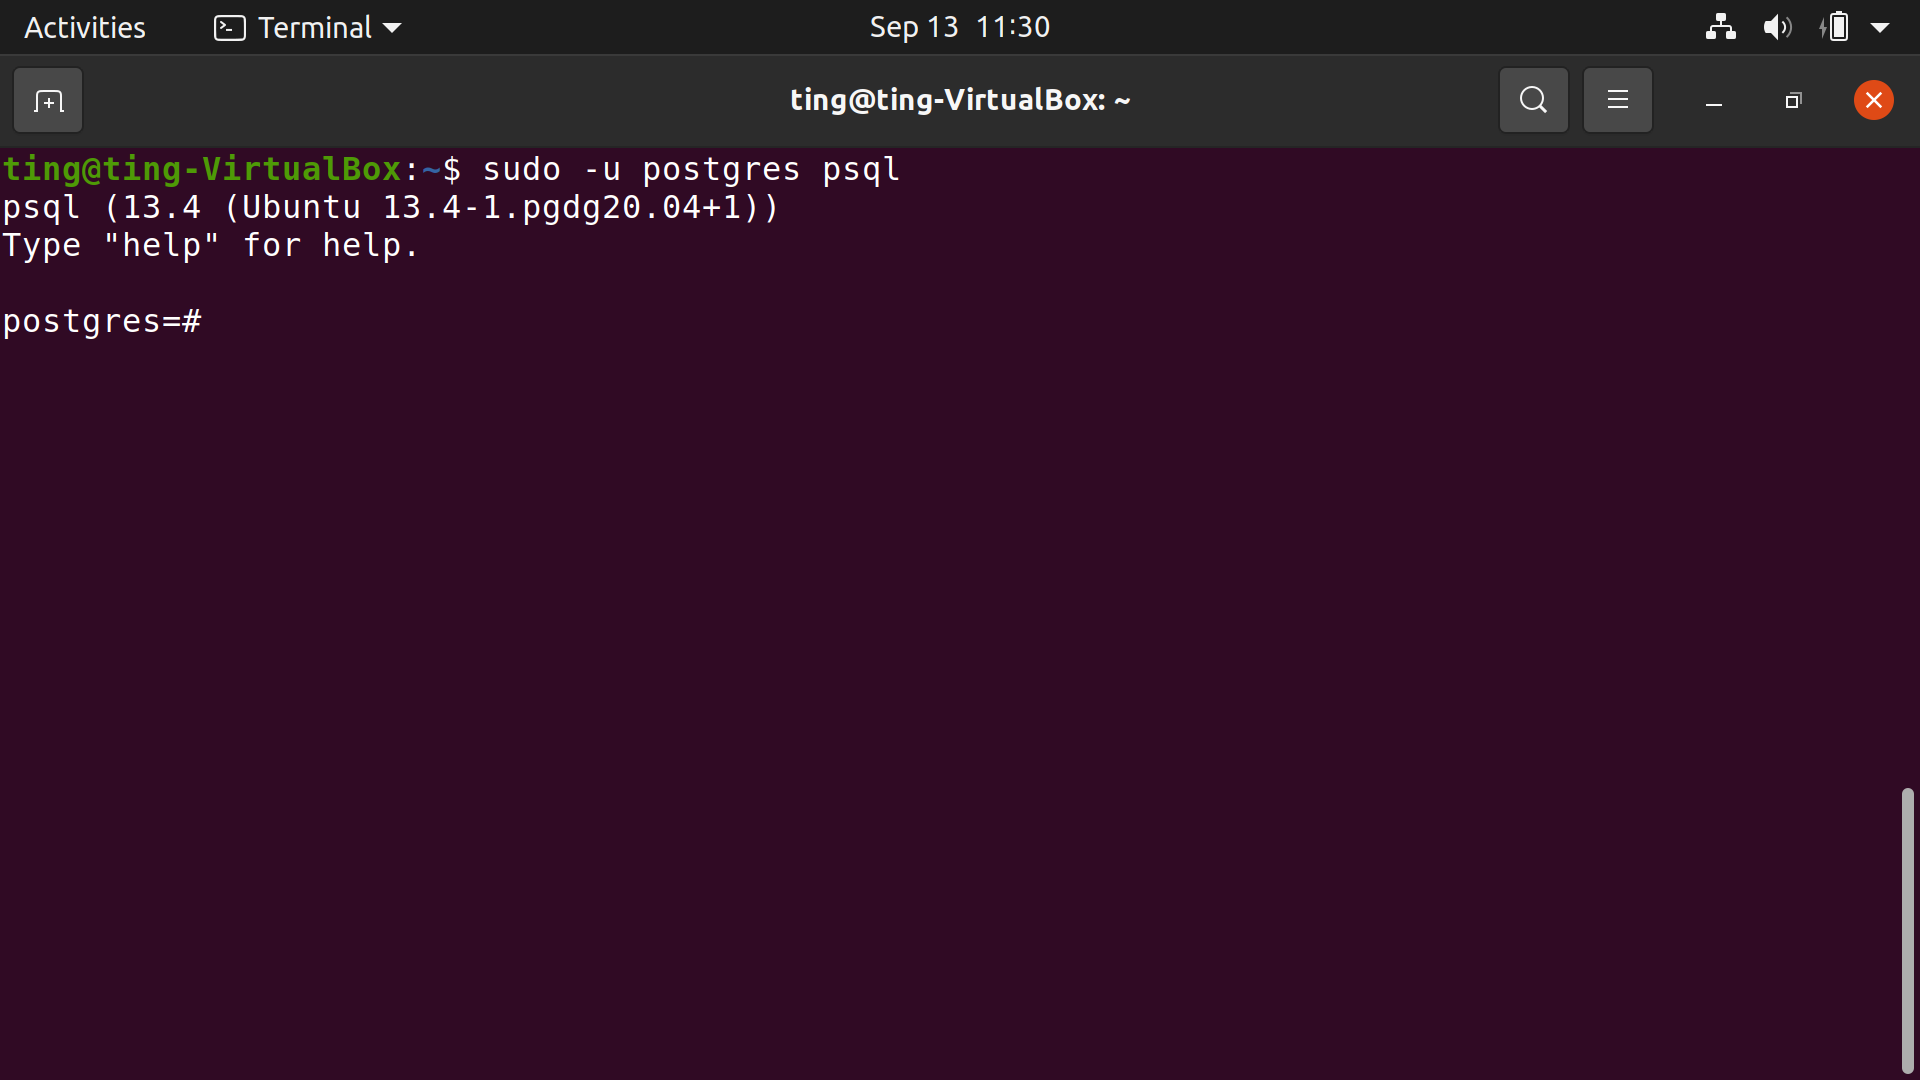 Activities Terminal Sep 13 11:30
ting@ting-VirtualBox: ~
ting@ting-VirtualBox:~$ sudo -u postgres psql
psql (13.4 (Ubuntu 13.4-1.pgdg20.04+1))
Type "help" for help.
postgres=#